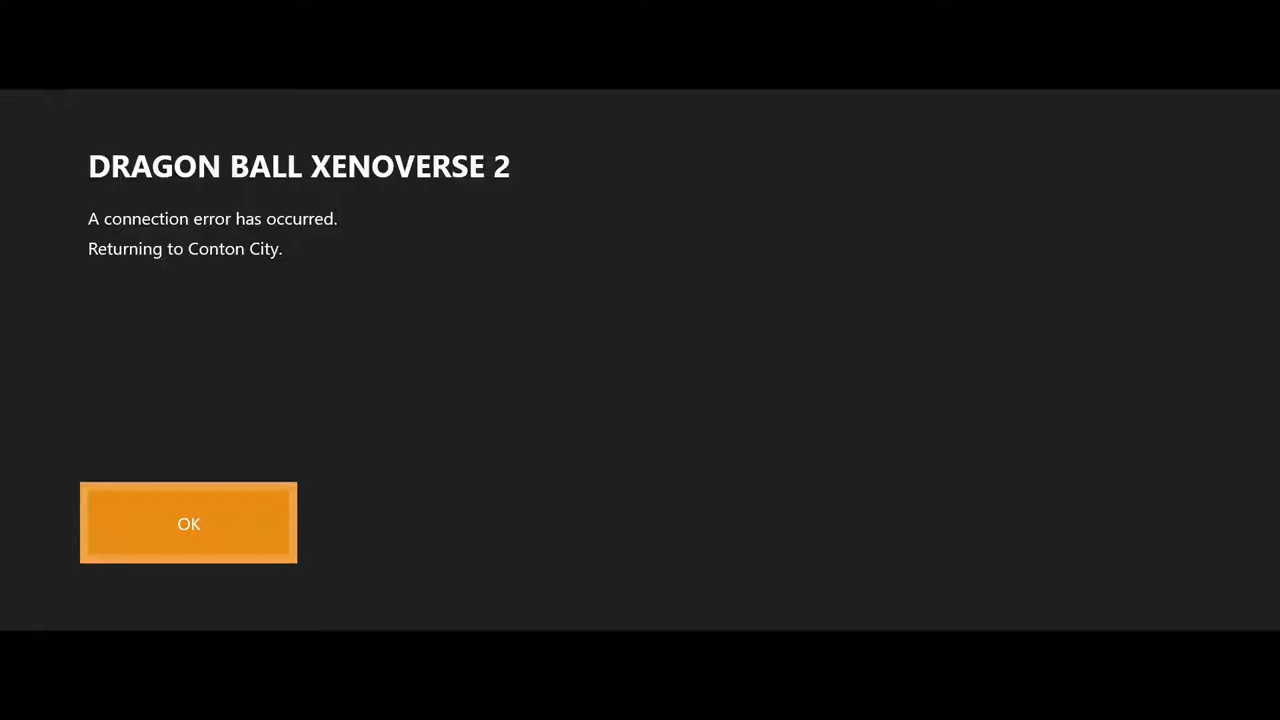 DRAGON BALL XENOVERSE 2
A connection error has occurred.
Returning to Conton City.
OK